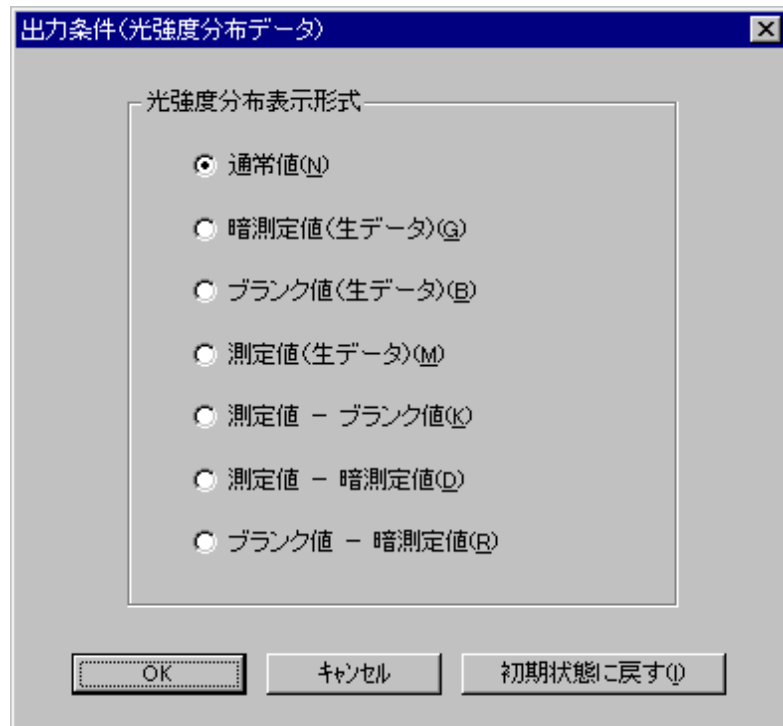 出力条件(光強度分布データ)
光強度分布表示形式
通常値(N)
暗測定値(生データ)(G)
ブランク値(生データ)(B)
測定値(生データ)(M)
測定値 − ブランク値(K)
測定値 − 暗測定値(D)
ブランク値 − 暗測定値(R)
OK ｷｬﾝｾﾙ 初期状態に戻す(I)